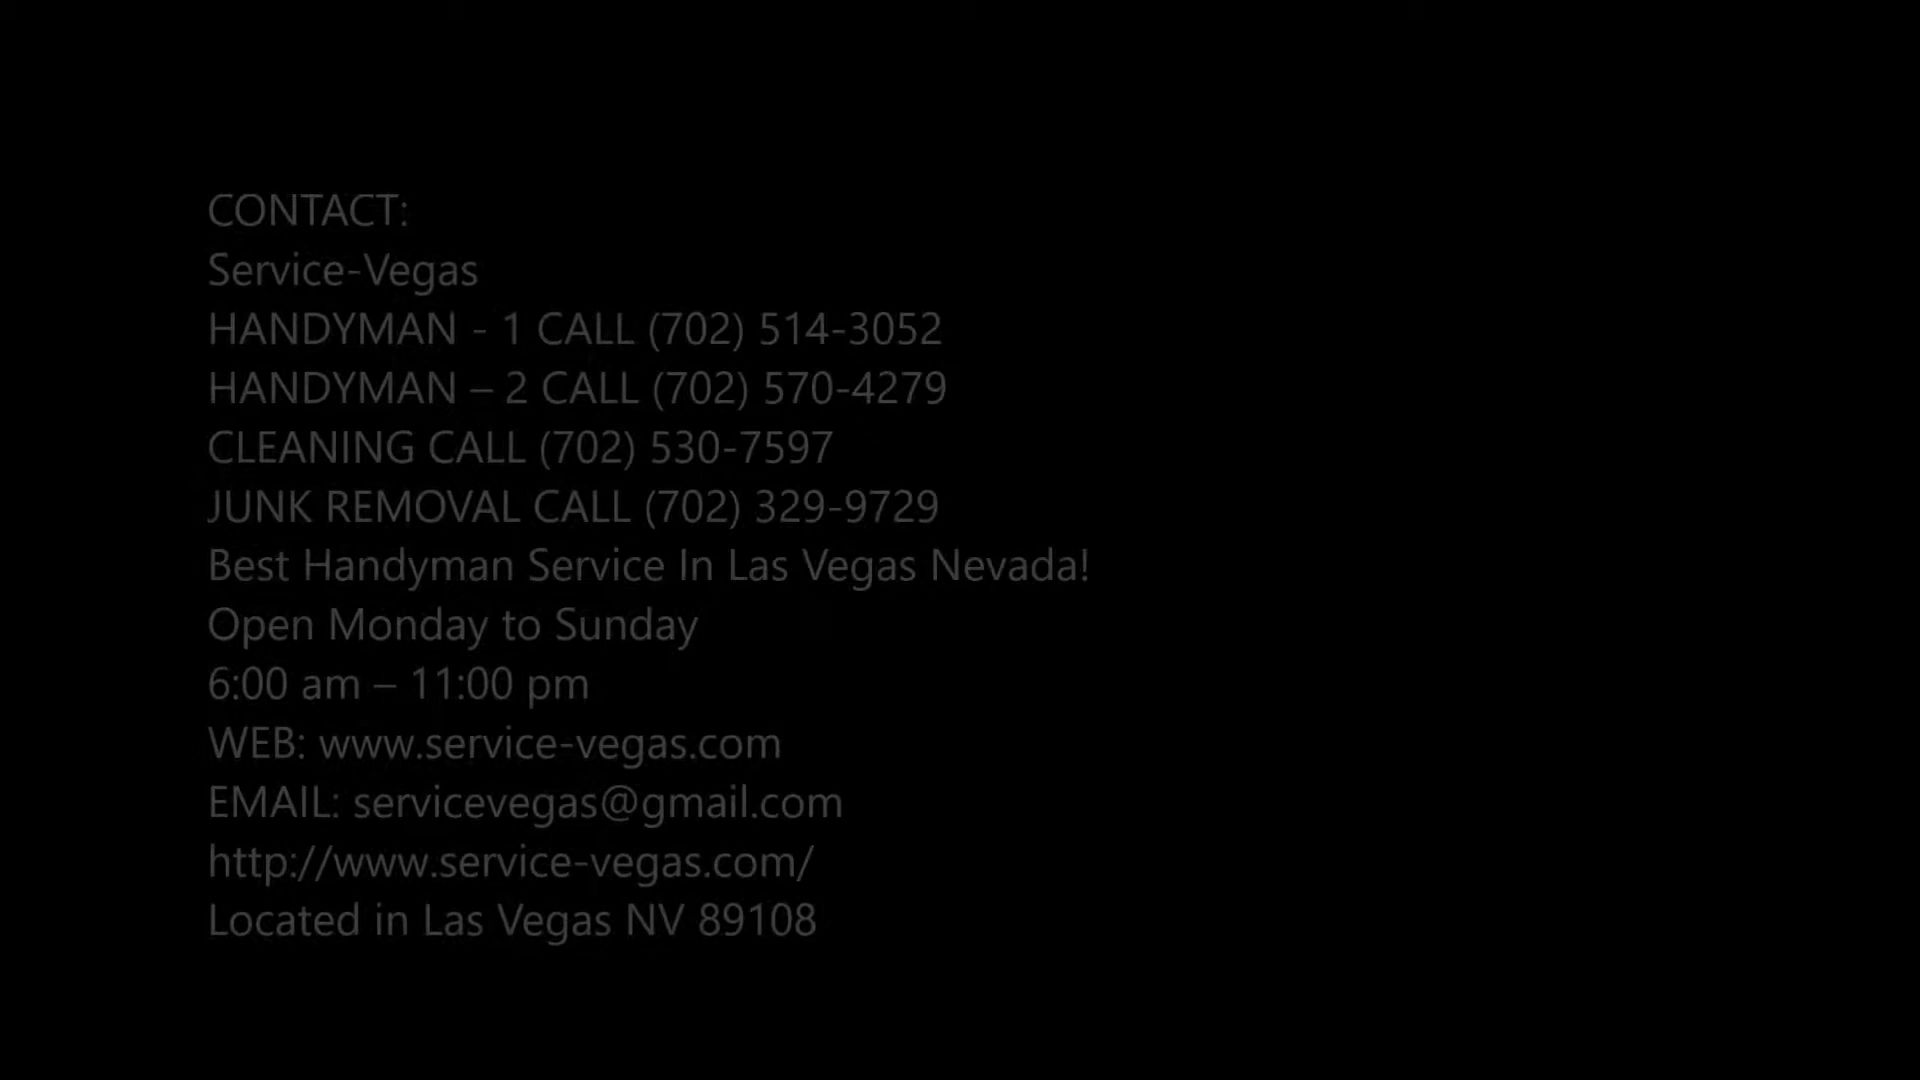 CONTACT:
Service-Vegas
HANDYMAN - 1 CALL (702) 514-3052
HANDYMAN – 2 CALL (702) 570-4279
CLEANING CALL (702) 530-7597
JUNK REMOVAL CALL (702) 329-9729
Best Handyman Service In Las Vegas Nevada!
Open Monday to Sunday
6:00 am – 11:00 pm
WEB: www.service-vegas.com
EMAIL: servicevegas@gmail.com
http://www.service-vegas.com/
Located in Las Vegas NV 89108